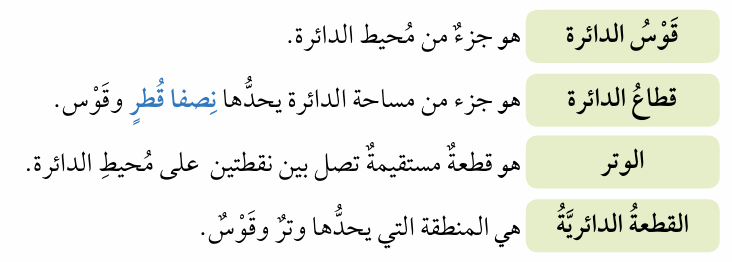 قَوْسُ الدائرة هو جزءٌ من مُحيط الدائرة.
قطاعُ الدائرة هو جزء من مساحة الدائرة يحدُّها نِصفا قُطرٍ وقَوْس.
الوتر هو قطعةٌ مستقيمةٌ تصل بين نقطتين على مُحيطِ الدائرة.
القطعةُ الدائريَّةُ هي المنطقة التي يحدُّها وترٌ وقَوْسٌ.